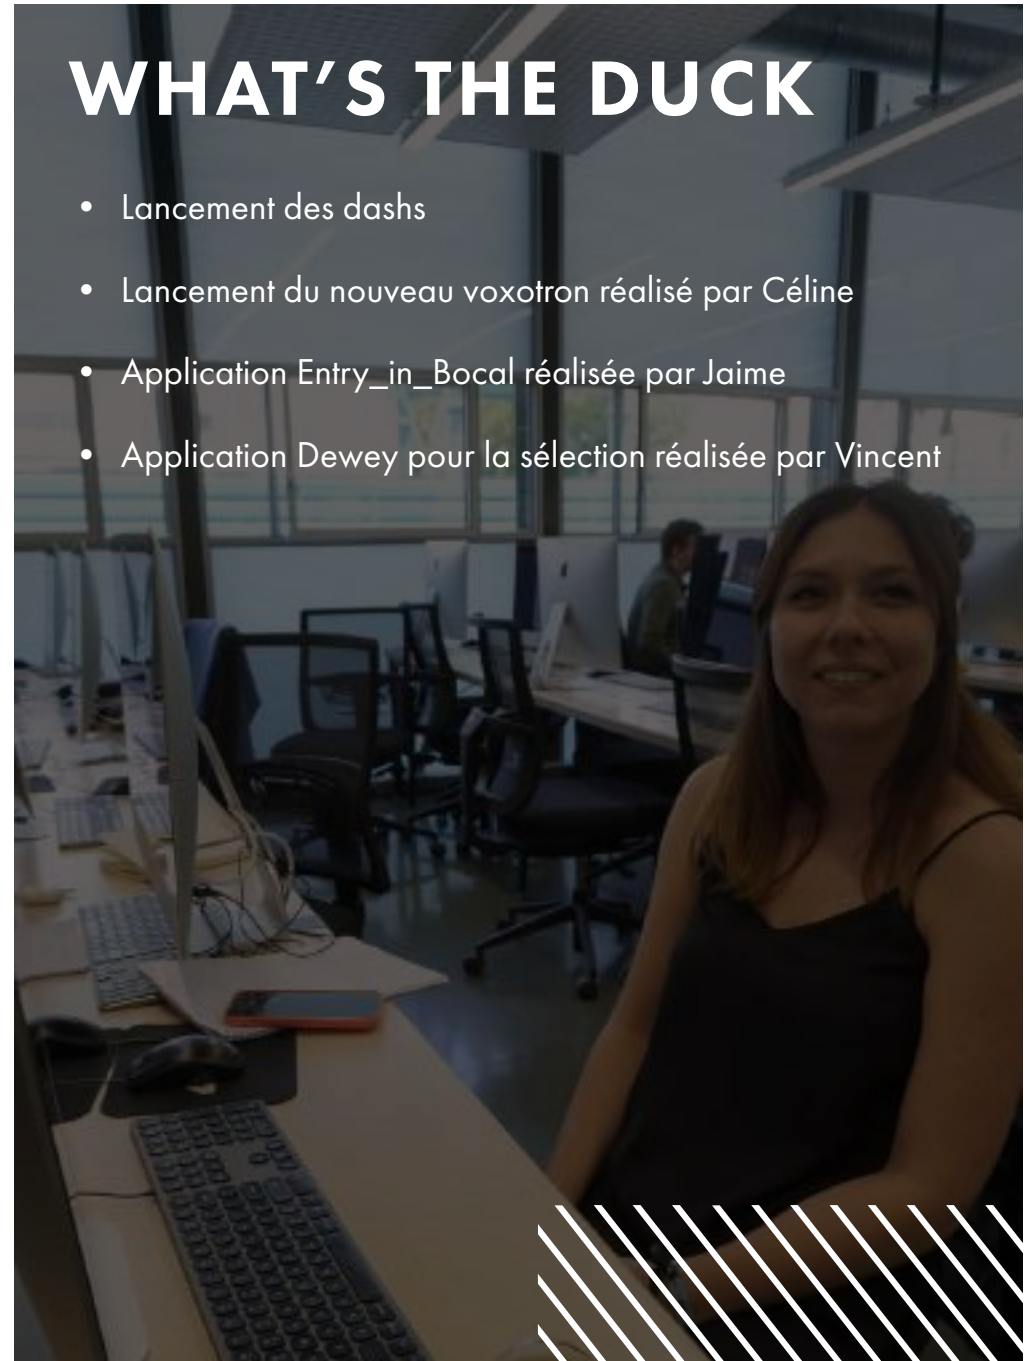 WHAT’S THE DUCK
• Lancement des dashs
• Lancement du nouveau voxotron réalisé par Céline
• Application Entry_in_Bocal réalisée par Jaime
• Application Dewey pour la sélection réalisée par Vincent